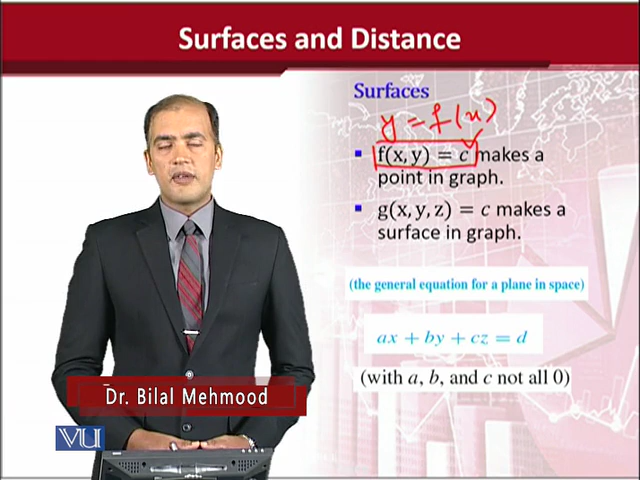 Surfaces and Distance
Surfaces
y = f(x)
▪ f(x, y) = c makes a
point in graph.
▪ g(x, y, z) = c makes a
surface in graph.
(the general equation for a plane in space)
ax + by + cz = d
(with a, b, and c not all 0)
Dr. Bilal Mehmood
VU